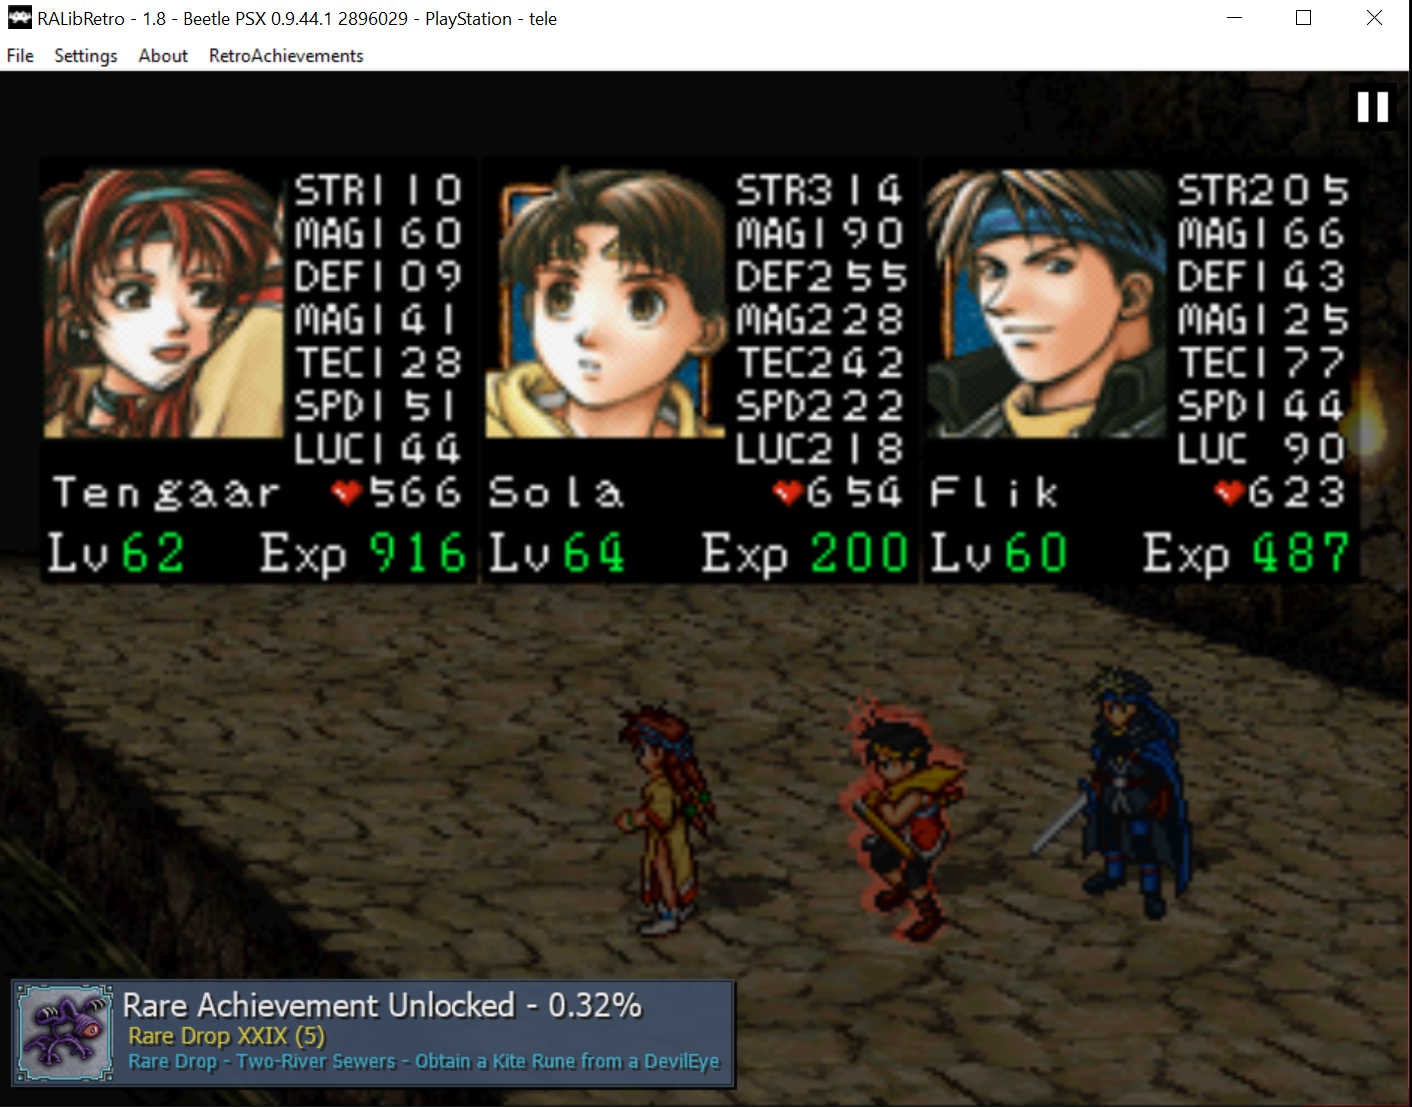 RALibRetro - 1.8 - Beetle PSX 0.9.44.1 2896029 - PlayStation - tele
File Settings About RetroAchievements
STR110
MAG160
DEF109
MAG141
TEC128
SPD151
LUC144
Tengaar 566
Lv62 Exp 916
STR314
MAG190
DEF255
MAG228
TEC242
SPD222
LUC218
Sola 654
Lv64 Exp 200
STR205
MAG166
DEF143
MAG125
TEC177
SPD144
LUC 90
Flik 623
Lv60 Exp 487
Rare Achievement Unlocked - 0.32%
Rare Drop XXIX (5)
Rare Drop - Two-River Sewers - Obtain a Kite Rune from a DevilEye